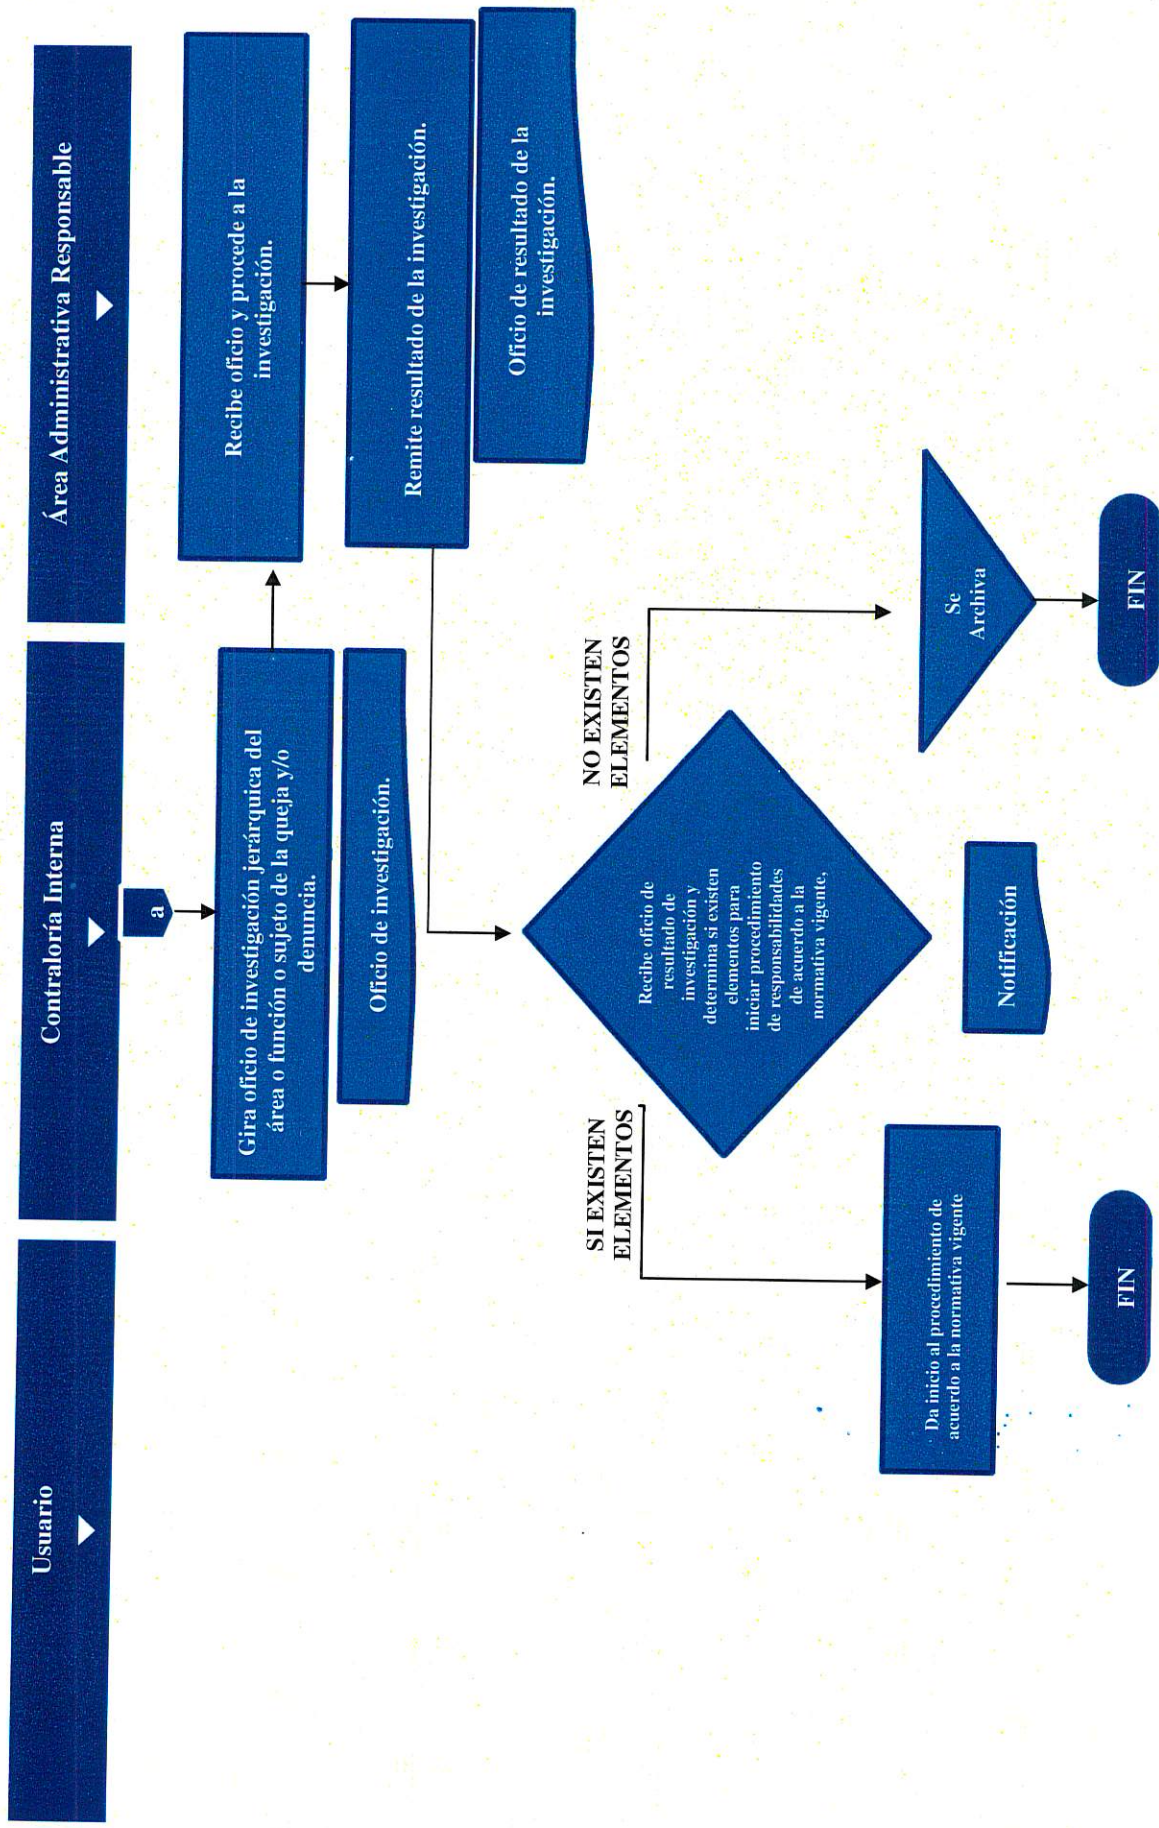 Usuario
Contraloría Interna
Área Administrativa Responsable
a
Gira oficio de investigación jerárquica del
área o función o sujeto de la queja y/o
denuncia.
Oficio de investigación.
Recibe oficio y procede a la
investigación.
Remite resultado de la investigación.
Oficio de resultado de la
investigación.
Recibe oficio de
resultado de
investigación y
determina si existen
elementos para
iniciar procedimiento
de responsabilidades
de acuerdo a la
normativa vigente,
SI EXISTEN
ELEMENTOS
NO EXISTEN
ELEMENTOS
Da inicio al procedimiento de
acuerdo a la normativa vigente
Notificación
Se
Archiva
FIN
FIN